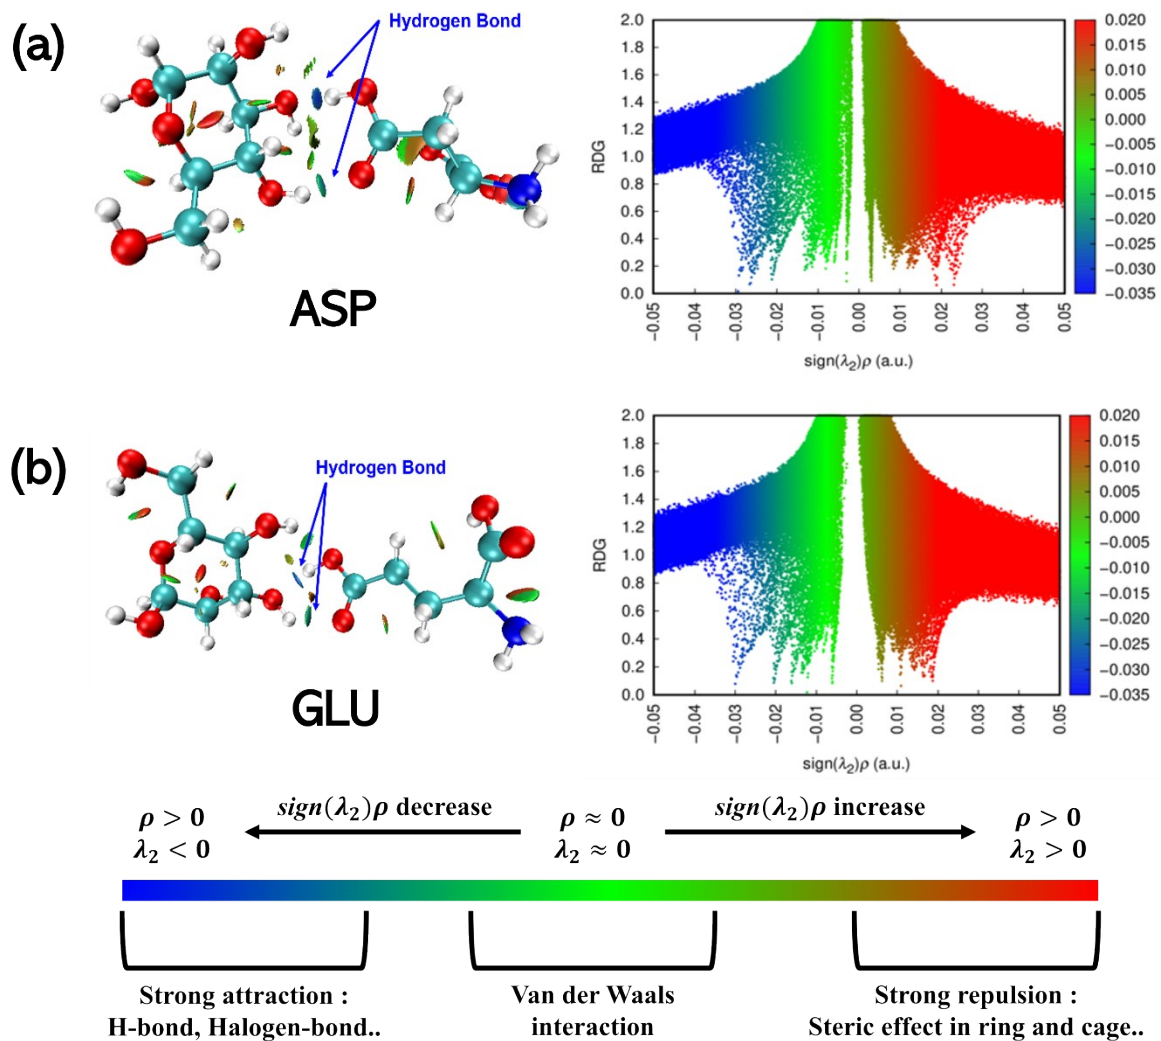 (a)
Hydrogen Bond
ASP
RDG
2.0
1.8
1.6
1.4
1.2
1.0
0.8
0.6
0.4
0.2
0.0
-0.05
-0.04
-0.03
-0.02
-0.01
0.00
0.01
0.02
0.03
0.04
0.05
sign(λ₂)ρ (a.u.)
0.020
0.015
0.010
0.005
0.000
-0.005
-0.010
-0.015
-0.020
-0.025
-0.030
-0.035
(b)
Hydrogen Bond
GLU
RDG
2.0
1.8
1.6
1.4
1.2
1.0
0.8
0.6
0.4
0.2
0.0
-0.05
-0.04
-0.03
-0.02
-0.01
0.00
0.01
0.02
0.03
0.04
0.05
sign(λ₂)ρ (a.u.)
0.020
0.015
0.010
0.005
0.000
-0.005
-0.010
-0.015
-0.020
-0.025
-0.030
-0.035
sign(λ₂)ρ decrease
sign(λ₂)ρ increase
ρ > 0
λ₂ < 0
ρ ≈ 0
λ₂ ≈ 0
ρ > 0
λ₂ > 0
Strong attraction :
H-bond, Halogen-bond..
Van der Waals
interaction
Strong repulsion :
Steric effect in ring and cage..